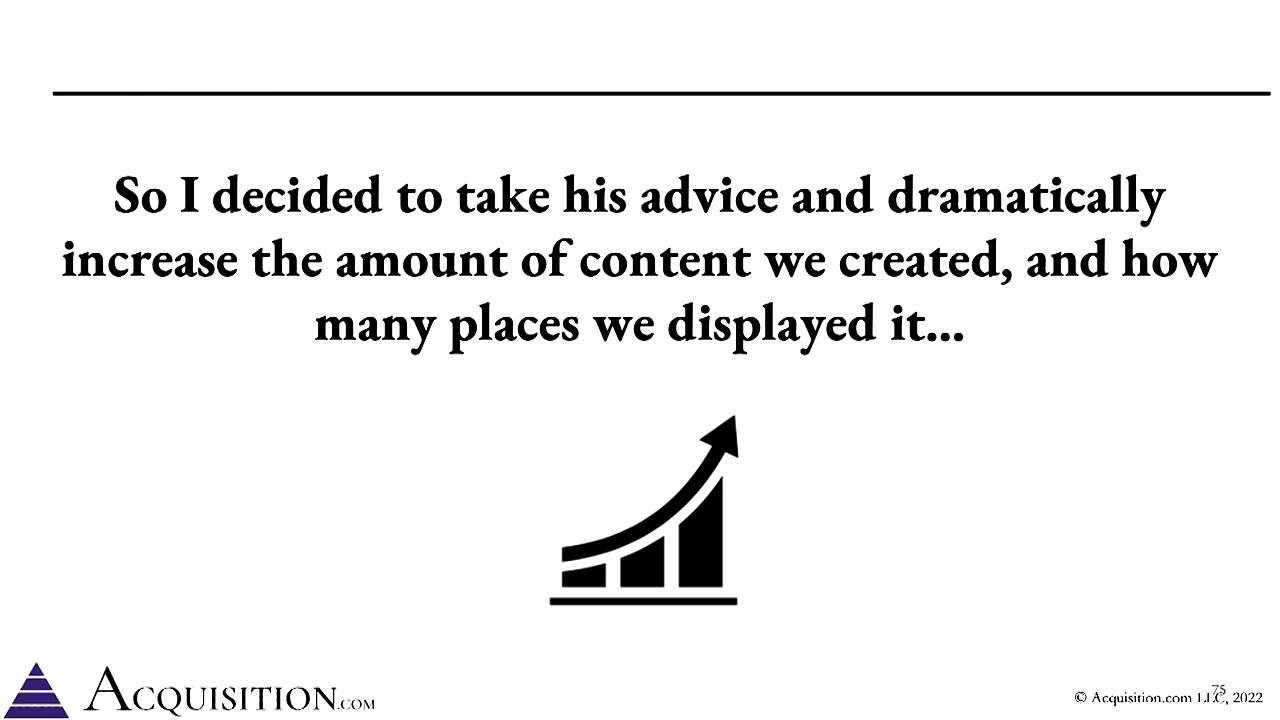 So I decided to take his advice and dramatically
increase the amount of content we created, and how
many places we displayed it...
ACQUISITION.COM
75
© Acquisition.com LLC, 2022